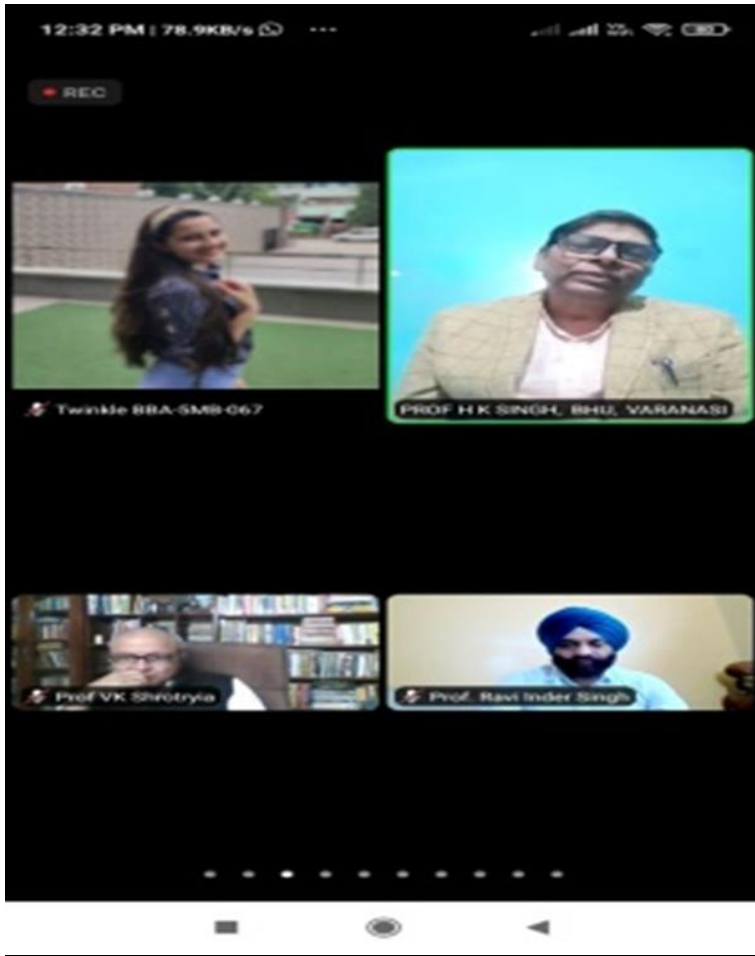 12:32 PM | 78.9KB/s
REC
Twinkle BBA-5MB-067
PROF H K SINGH, BHU, VARANASI
Prof VK Shrotryia
Prof. Ravi Inder Singh